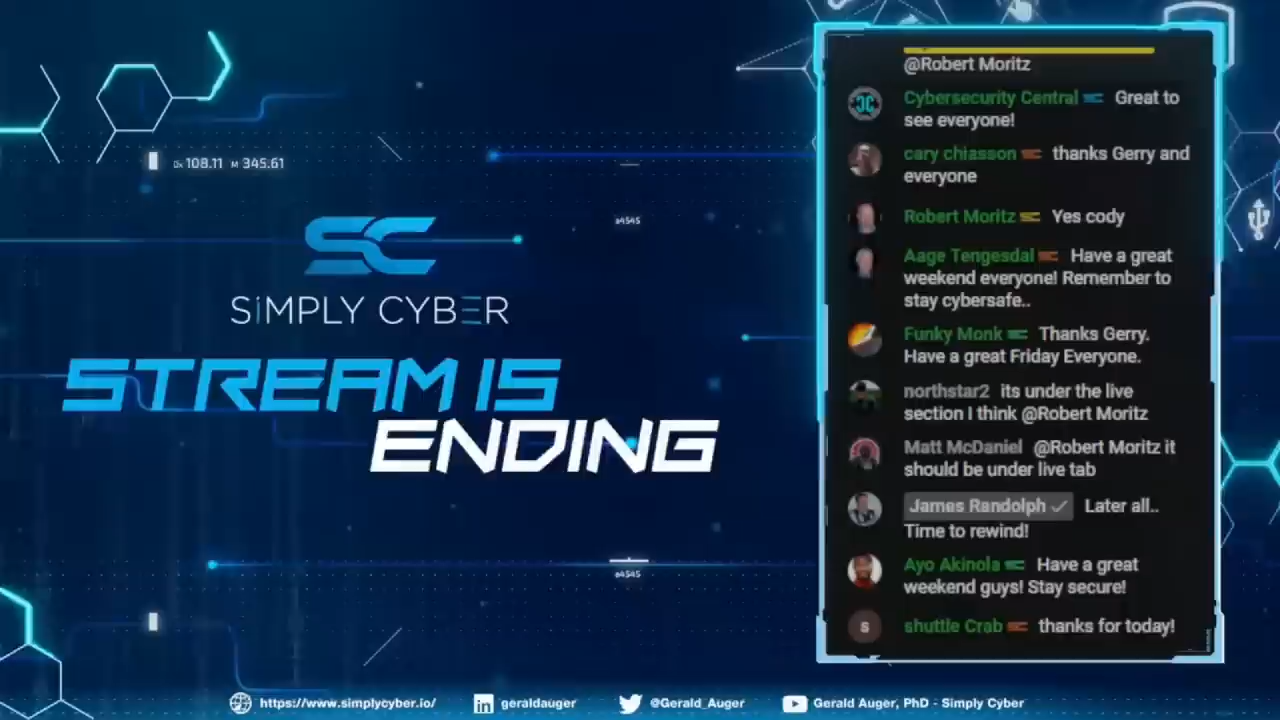 108.11 M 345.61
a4545
SC
SiMPLY CYBER
STREAM IS
ENDING
a4545
@Robert Moritz
Cybersecurity Central Great to
see everyone!
cary chiasson thanks Gerry and
everyone
Robert Moritz Yes cody
Aage Tengesdal Have a great
weekend everyone! Remember to
stay cybersafe..
Funky Monk Thanks Gerry.
Have a great Friday Everyone.
northstar2 its under the live
section I think @Robert Moritz
Matt McDaniel @Robert Moritz it
should be under live tab
James Randolph Later all..
Time to rewind!
Ayo Akinola Have a great
weekend guys! Stay secure!
S
shuttle Crab thanks for today!
https://www.simplycyber.io/ geraldauger @Gerald_Auger Gerald Auger, PhD - Simply Cyber